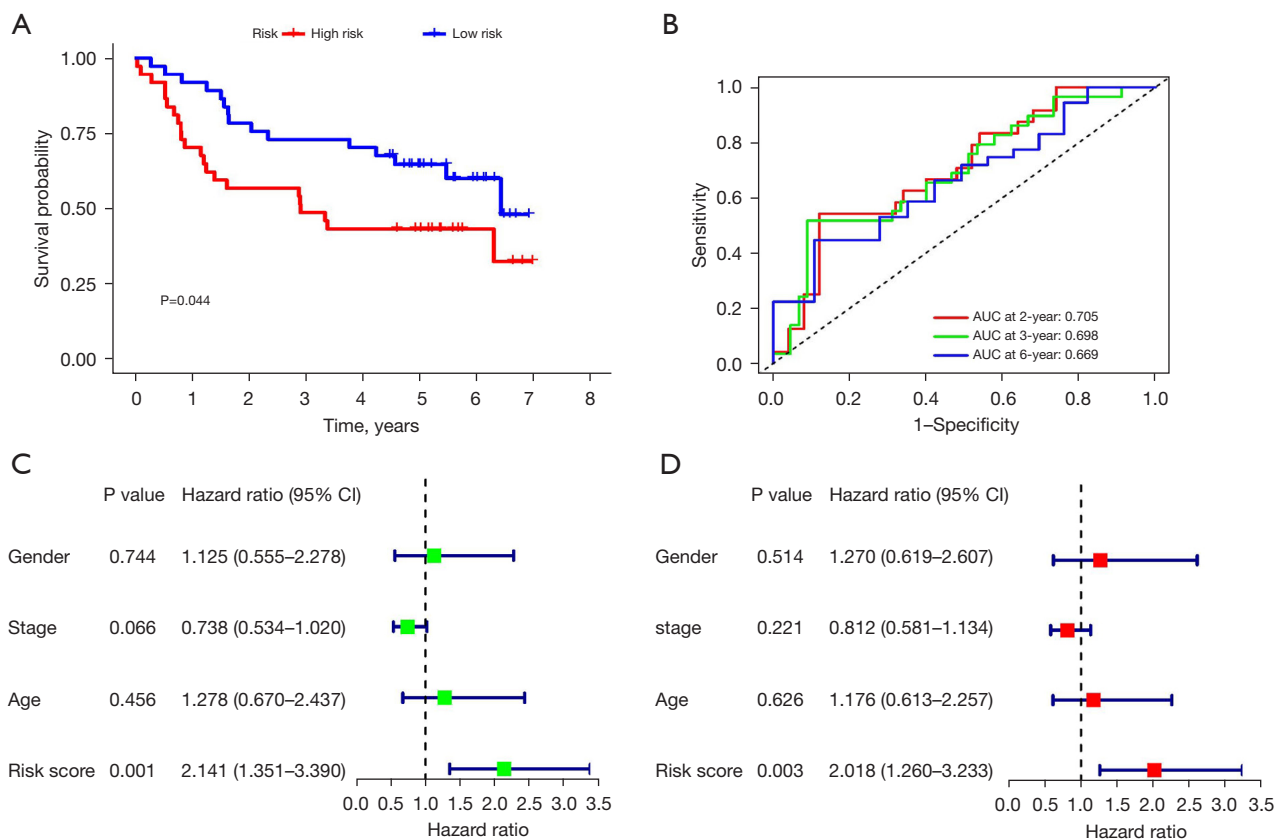 A
Risk High risk Low risk
1.00
0.75
0.50
0.25
0.00
Survival probability
P=0.044
0 1 2 3 4 5 6 7 8
Time, years
B
1.0
0.8
0.6
0.4
0.2
0.0
Sensitivity
AUC at 2-year: 0.705
AUC at 3-year: 0.698
AUC at 6-year: 0.669
0.0 0.2 0.4 0.6 0.8 1.0
1–Specificity
C
P value Hazard ratio (95% CI)
Gender 0.744 1.125 (0.555–2.278)
Stage 0.066 0.738 (0.534–1.020)
Age 0.456 1.278 (0.670–2.437)
Risk score 0.001 2.141 (1.351–3.390)
0.0 0.5 1.0 1.5 2.0 2.5 3.0 3.5
Hazard ratio
D
P value Hazard ratio (95% CI)
Gender 0.514 1.270 (0.619–2.607)
stage 0.221 0.812 (0.581–1.134)
Age 0.626 1.176 (0.613–2.257)
Risk score 0.003 2.018 (1.260–3.233)
0.0 0.5 1.0 1.5 2.0 2.5 3.0 3.5
Hazard ratio